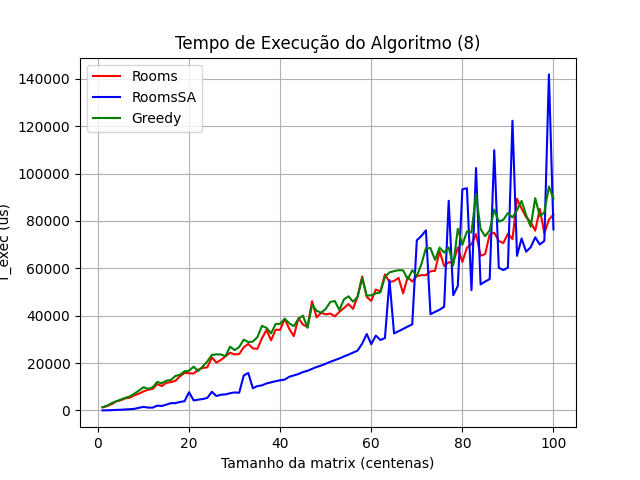 Tempo de Execução do Algoritmo (8)
140000
120000
100000
80000
60000
40000
20000
0
T_exec (us)
Rooms
RoomsSA
Greedy
0 20 40 60 80 100
Tamanho da matrix (centenas)